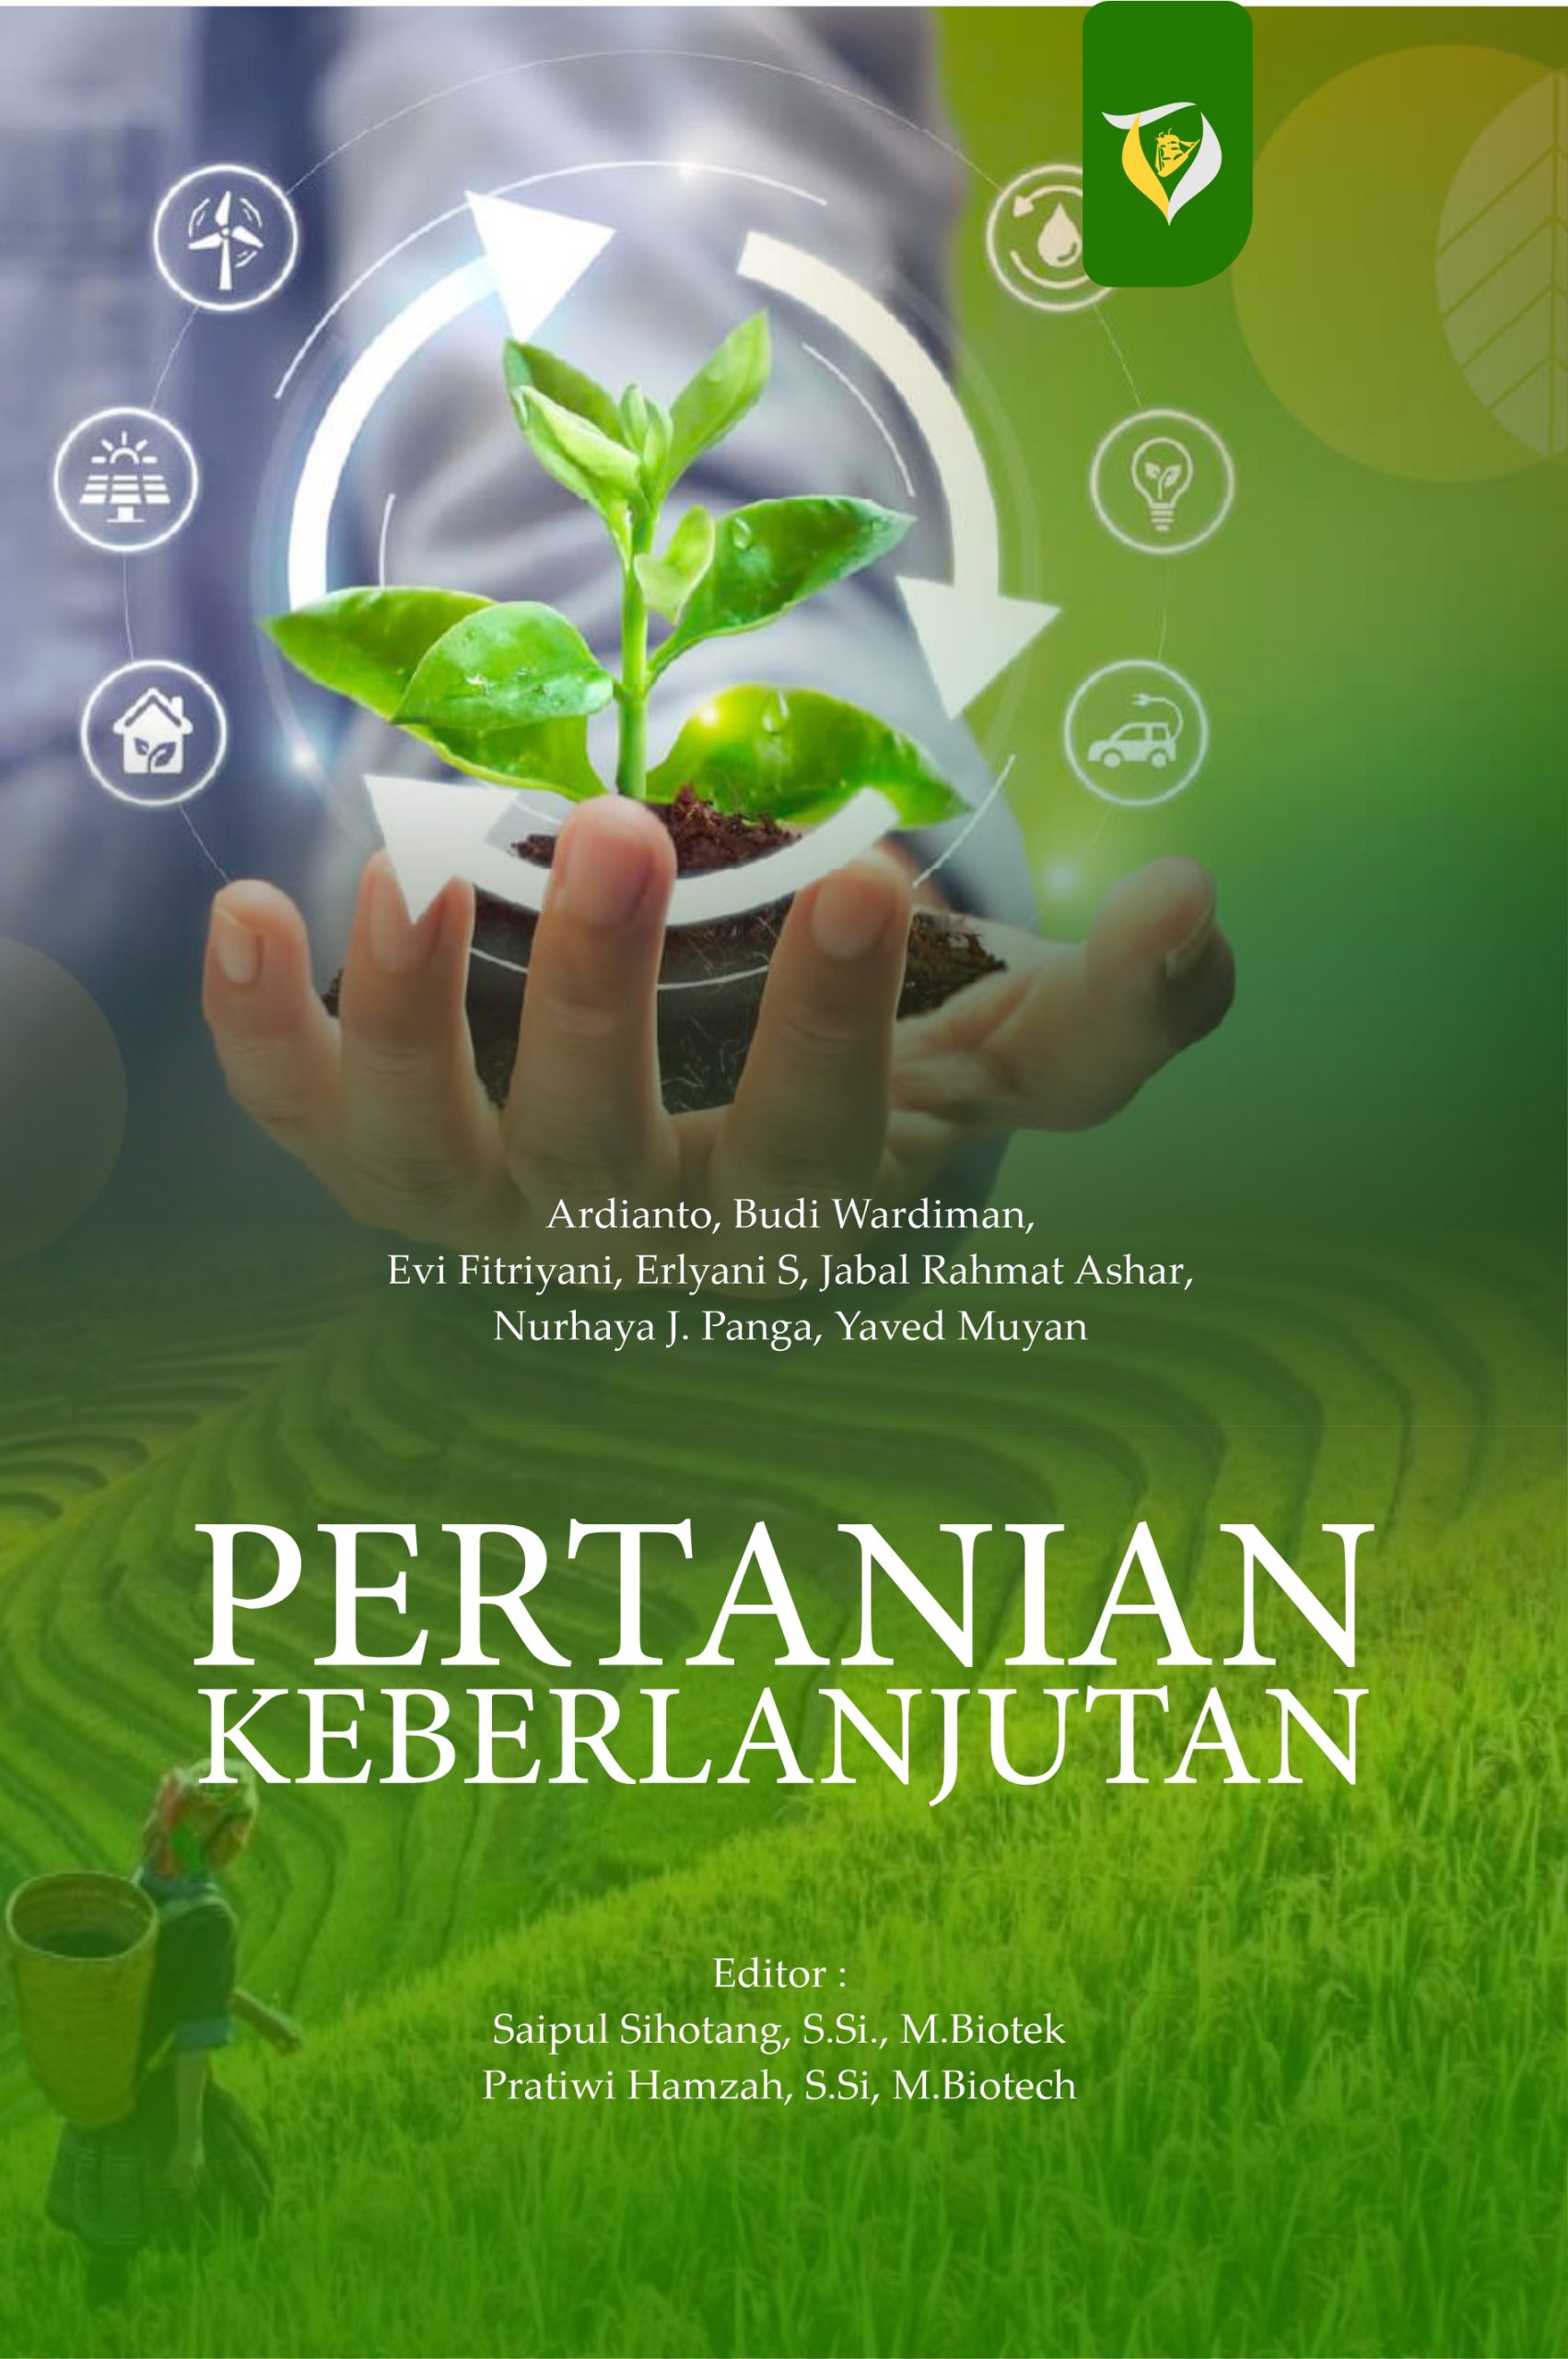 Ardianto, Budi Wardiman,
Evi Fitriyani, Erlyani S, Jabal Rahmat Ashar,
Nurhaya J. Panga, Yaved Muyan
PERTANIAN
KEBERLANJUTAN
Editor :
Saipul Sihotang, S.Si., M.Biotek
Pratiwi Hamzah, S.Si, M.Biotech